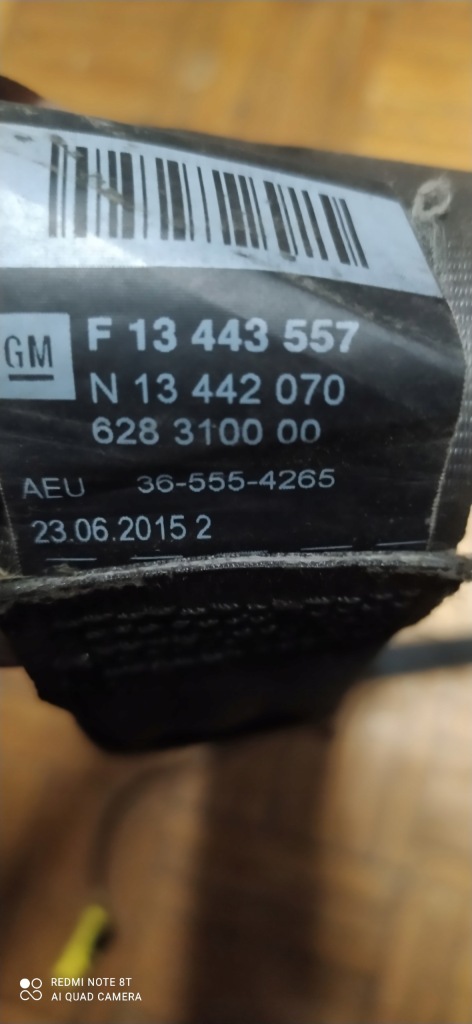 GM
F 13 443 557
N 13 442 070
628 3100 00
AEU 36-555-4265
23.06.2015 2
REDMI NOTE 8T
AI QUAD CAMERA